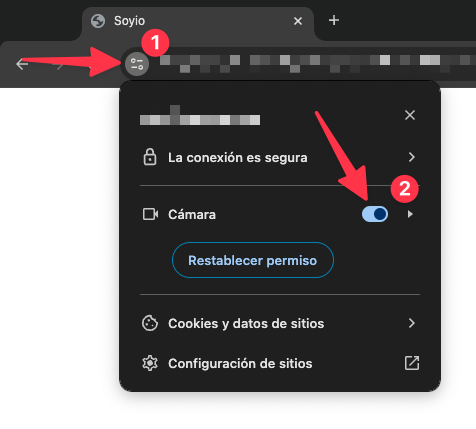 Soyio
1
La conexión es segura
2
Cámara
Restablecer permiso
Cookies y datos de sitios
Configuración de sitios